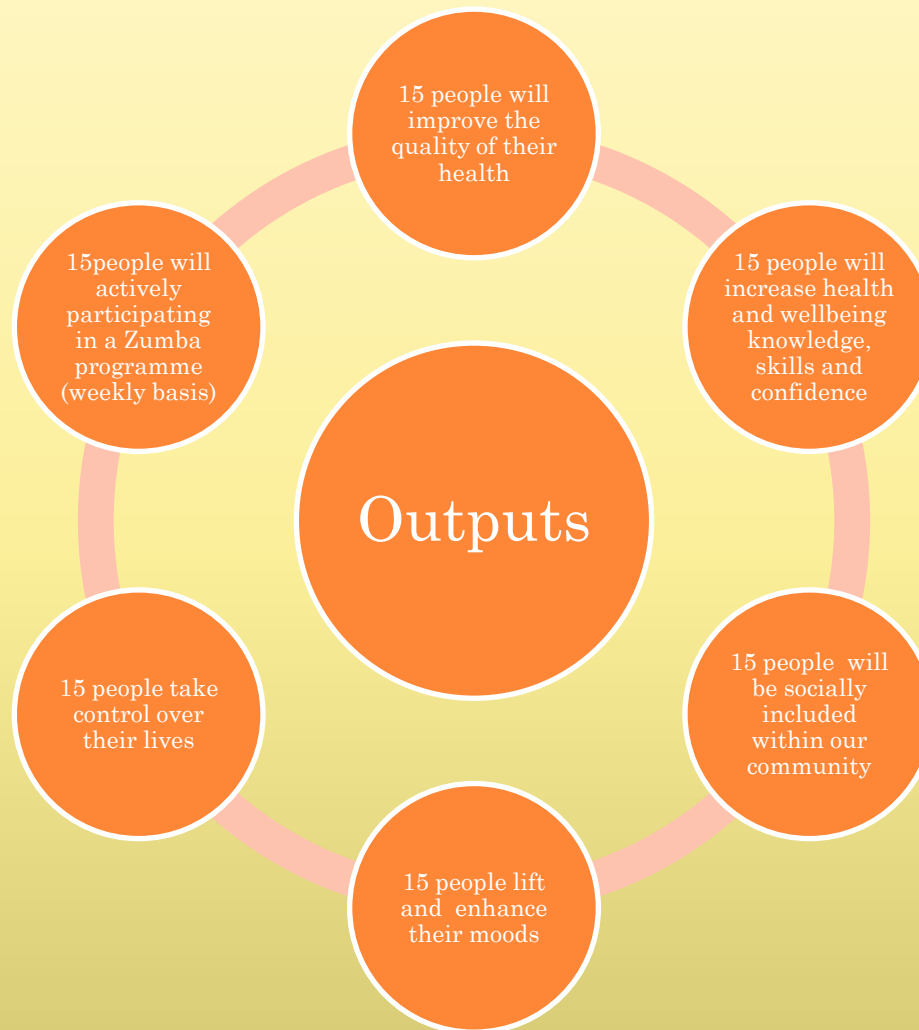 15 people will
improve the
quality of their
health
15 people will
increase health
and wellbeing
knowledge,
skills and
confidence
15 people  will
be socially
included
within our
community
15 people lift
and  enhance
their moods
15 people take
control over
their lives
15people will
actively
participating
in a Zumba
programme
(weekly basis)
Outputs